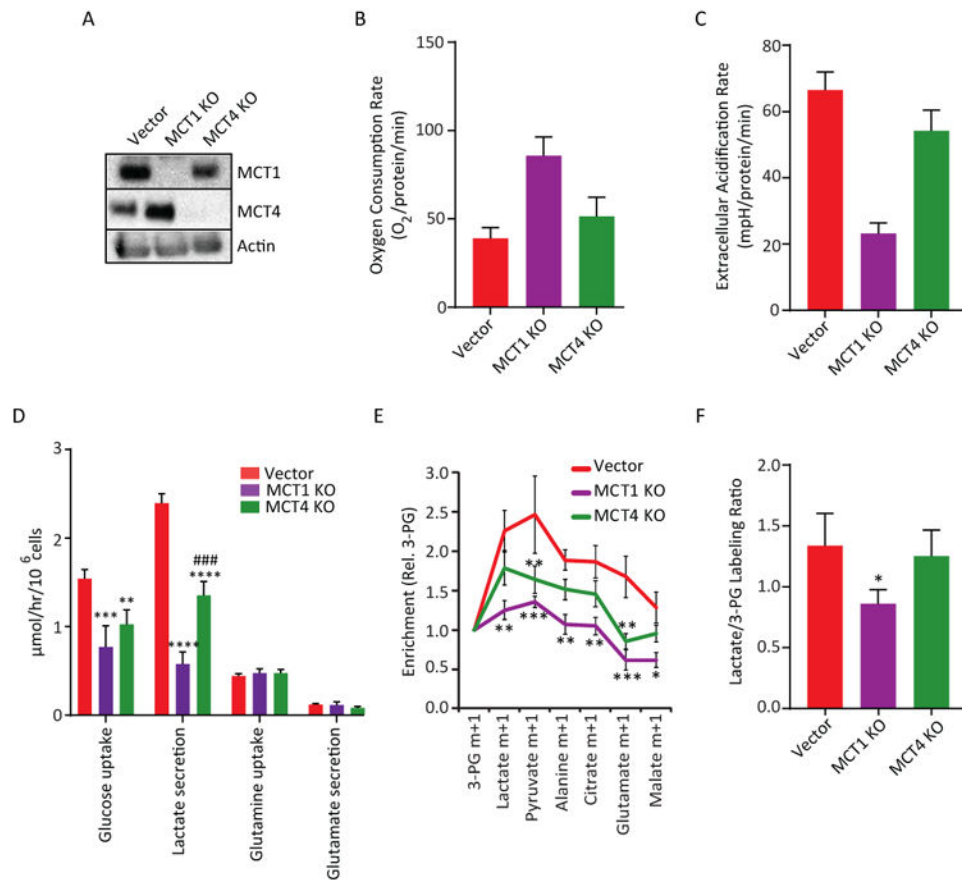 A
Vector
MCT1 KO
MCT4 KO
MCT1
MCT4
Actin
B
Oxygen Consumption Rate
(O2/protein/min)
150
100
50
0
Vector
MCT1 KO
MCT4 KO
C
Extracellular Acidification Rate
(mpH/protein/min)
80
60
40
20
0
Vector
MCT1 KO
MCT4 KO
D
μmol/hr/10^6 cells
3
2
1
0
Vector
MCT1 KO
MCT4 KO
***
**
****
###
****
Glucose uptake
Lactate secretion
Glutamine uptake
Glutamate secretion
E
Enrichment (Rel. 3-PG)
3.0
2.5
2.0
1.5
1.0
0.5
0.0
Vector
MCT1 KO
MCT4 KO
**
**
***
**
**
**
***
*
3-PG m+1
Lactate m+1
Pyruvate m+1
Alanine m+1
Citrate m+1
Glutamate m+1
Malate m+1
F
Lactate/3-PG Labeling Ratio
2.0
1.5
1.0
0.5
0.0
*
Vector
MCT1 KO
MCT4 KO